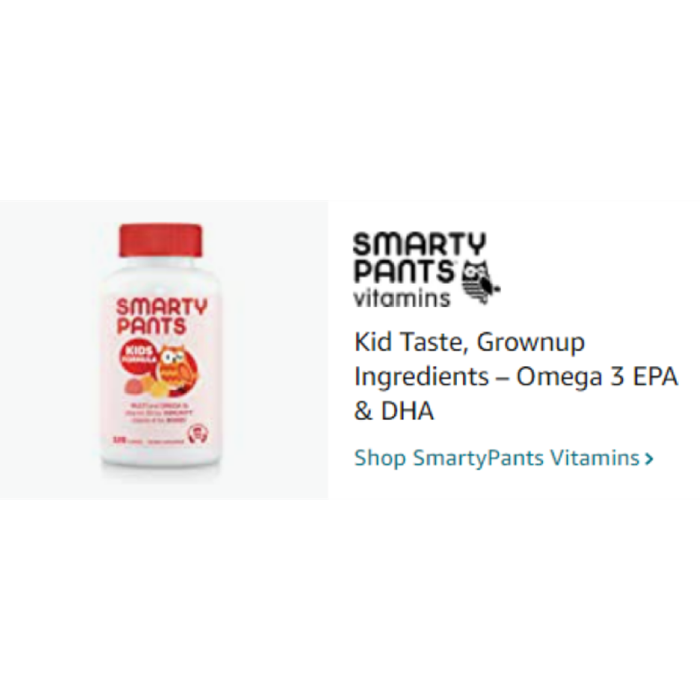 SMARTY
PANTS
KIDS
FORMULA
SMARTY
PANTS
vitamins
Kid Taste, Grownup
Ingredients – Omega 3 EPA
& DHA
Shop SmartyPants Vitamins ›